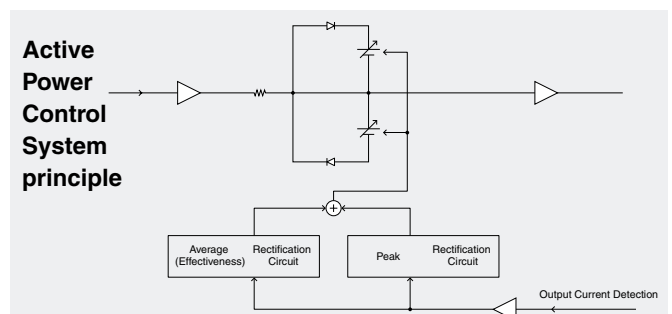 Active
Power
Control
System
principle
Average Rectification
(Effectiveness) Circuit
Peak Rectification
Circuit
Output Current Detection